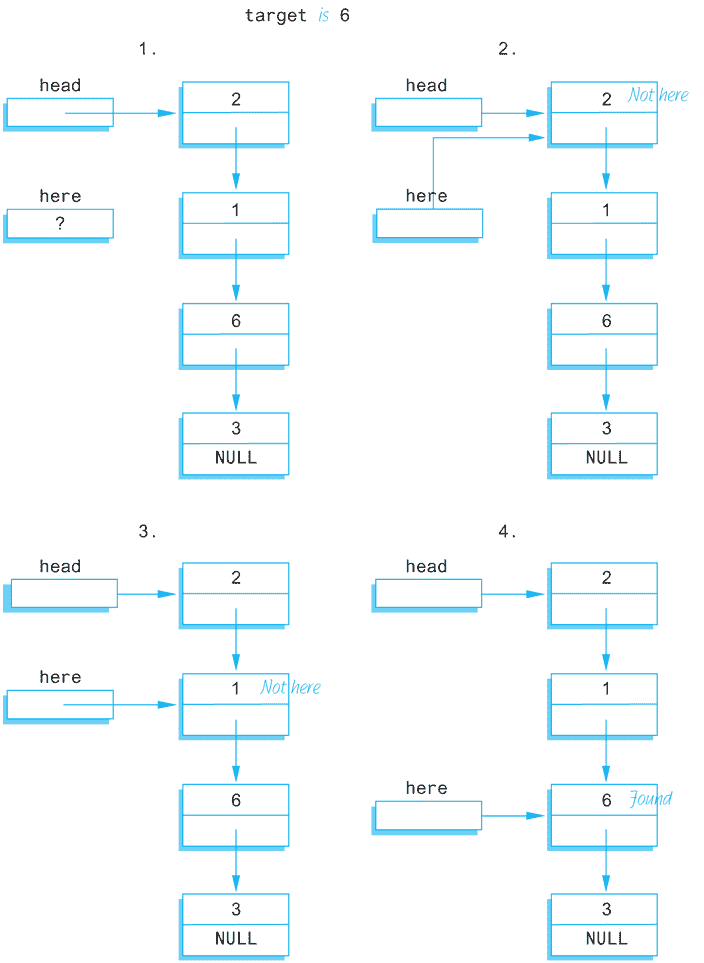 target is 6
1.
head
2
here
?
1
6
3
NULL
2.
head
2 Not here
here
1
6
3
NULL
3.
head
2
here
1 Not here
6
3
NULL
4.
head
2
1
here
6 Found
3
NULL